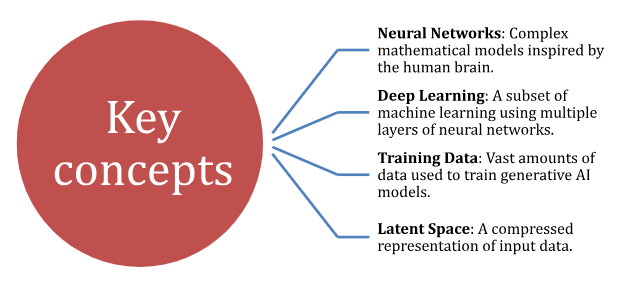 Key
concepts
Neural Networks: Complex
mathematical models inspired by
the human brain.
Deep Learning: A subset of
machine learning using multiple
layers of neural networks.
Training Data: Vast amounts of
data used to train generative AI
models.
Latent Space: A compressed
representation of input data.